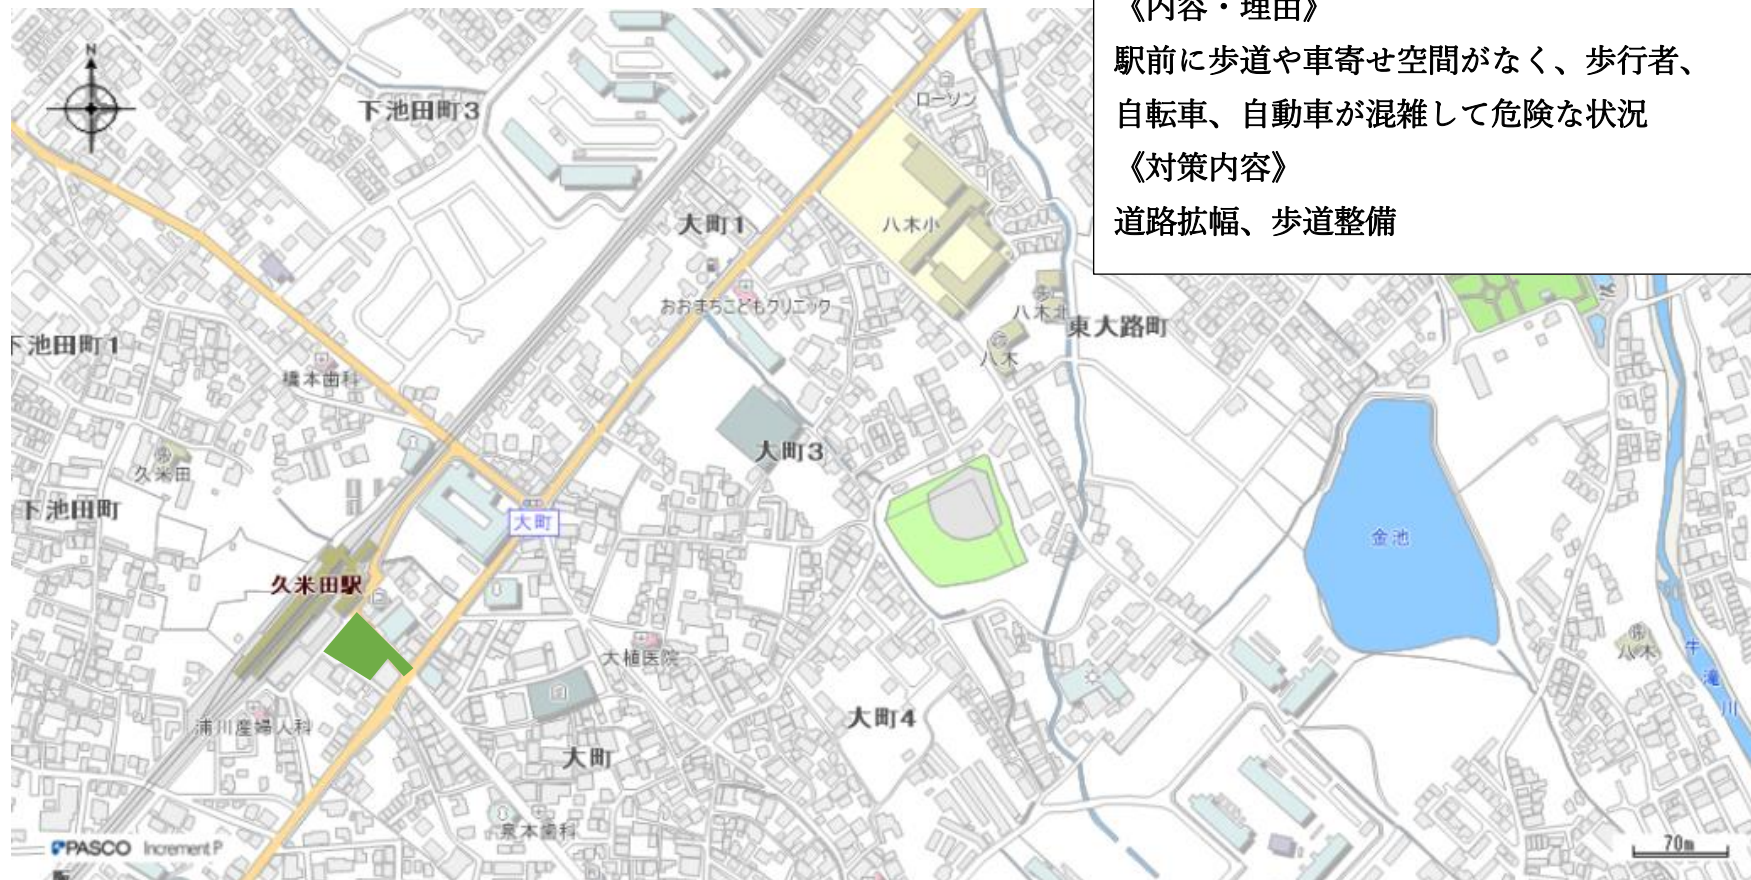 《内容・理由》
駅前に歩道や車寄せ空間がなく、歩行者、
自転車、自動車が混雑して危険な状況
《対策内容》
道路拡幅、歩道整備
N
下池田町3
ローソン
大町1
八木小
おおまちこどもクリニック
八木北
東大路町
八木
下池田町1
橋本歯科
大町3
久米田
下池田町
大町
金池
久米田駅
大植医院
八木
牛滝川
浦川産婦人科
大町4
大町
泉本歯科
PASCO Increment P
70m